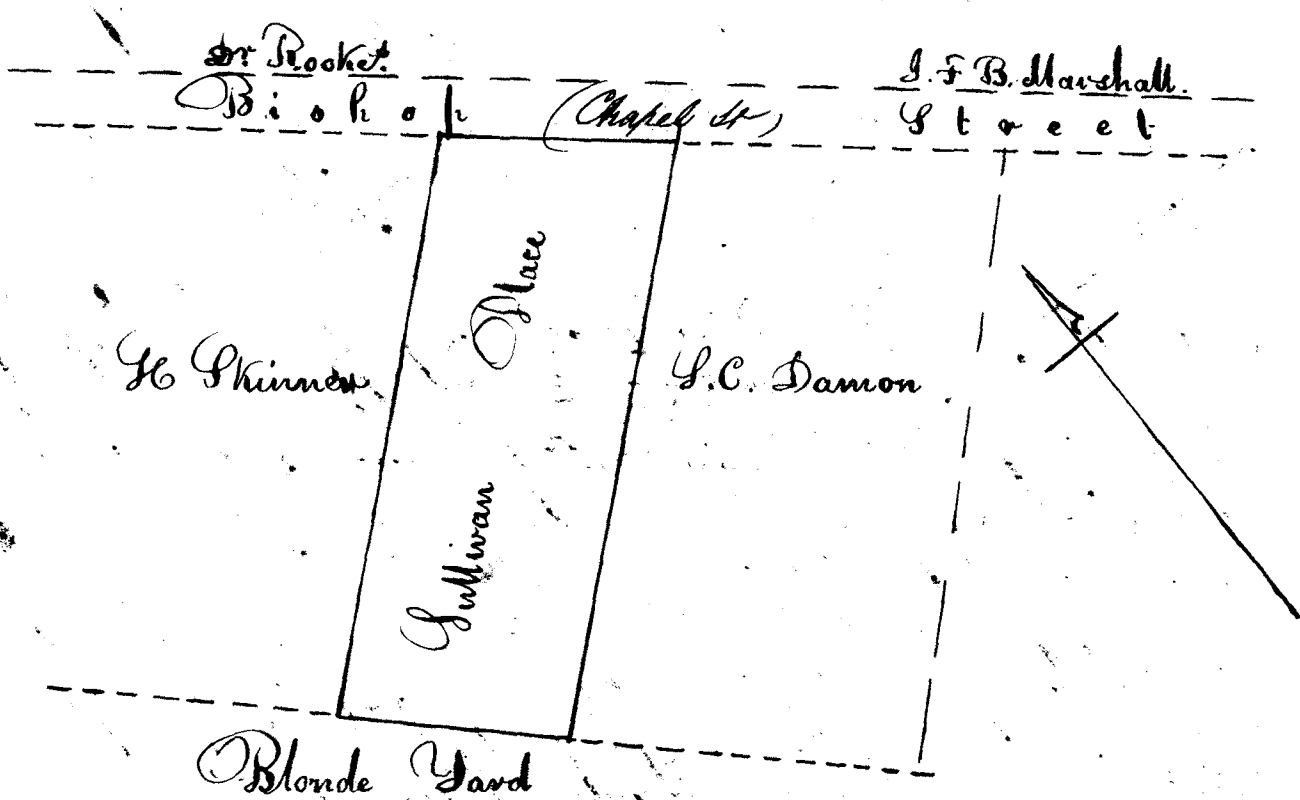 Dr Rooke.
J. F. B. Marshall.
Bishop (Chapel St) Street
H Skinner
Sullivan Place
S. C. Damon
Blonde Yard